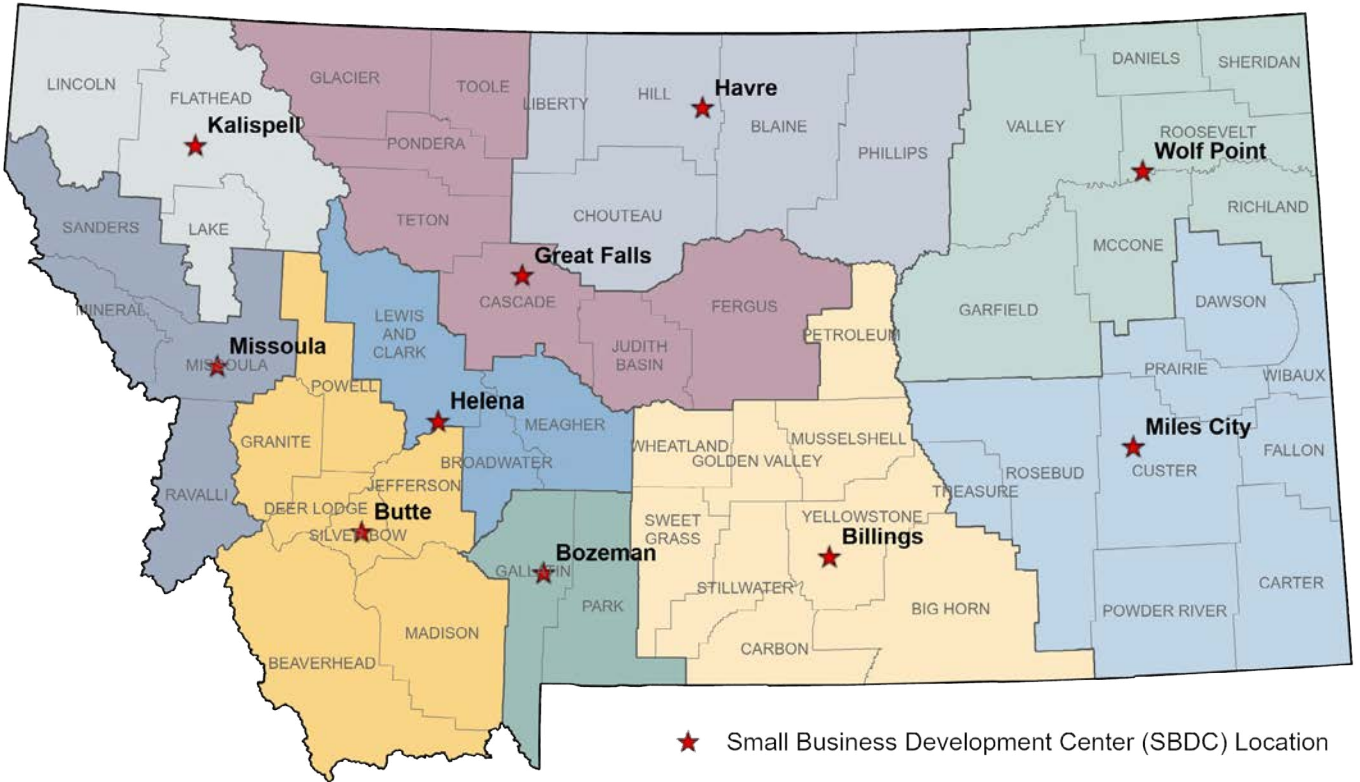 DANIELS
SHERIDAN
LINCOLN
GLACIER
TOOLE
FLATHEAD
LIBERTY
HILL
Havre
BLAINE
VALLEY
Kalispell
PONDERA
PHILLIPS
ROOSEVELT
Wolf Point
SANDERS
LAKE
TETON
CHOUTEAU
RICHLAND
MCCONE
Great Falls
CASCADE
FERGUS
GARFIELD
DAWSON
MINERAL
LEWIS
AND
CLARK
PETROLEUM
Missoula
MISSOULA
JUDITH
BASIN
PRAIRIE
WIBAUX
POWELL
Helena
MEAGHER
Miles City
GRANITE
BROADWATER
WHEATLAND
GOLDEN VALLEY
MUSSELSHELL
FALLON
RAVALLI
JEFFERSON
TREASURE
ROSEBUD
CUSTER
DEER LODGE
Butte
SILVER BOW
SWEET
GRASS
YELLOWSTONE
Billings
Bozeman
GALLATIN
STILLWATER
CARTER
PARK
BIG HORN
POWDER RIVER
MADISON
CARBON
BEAVERHEAD
Small Business Development Center (SBDC) Location